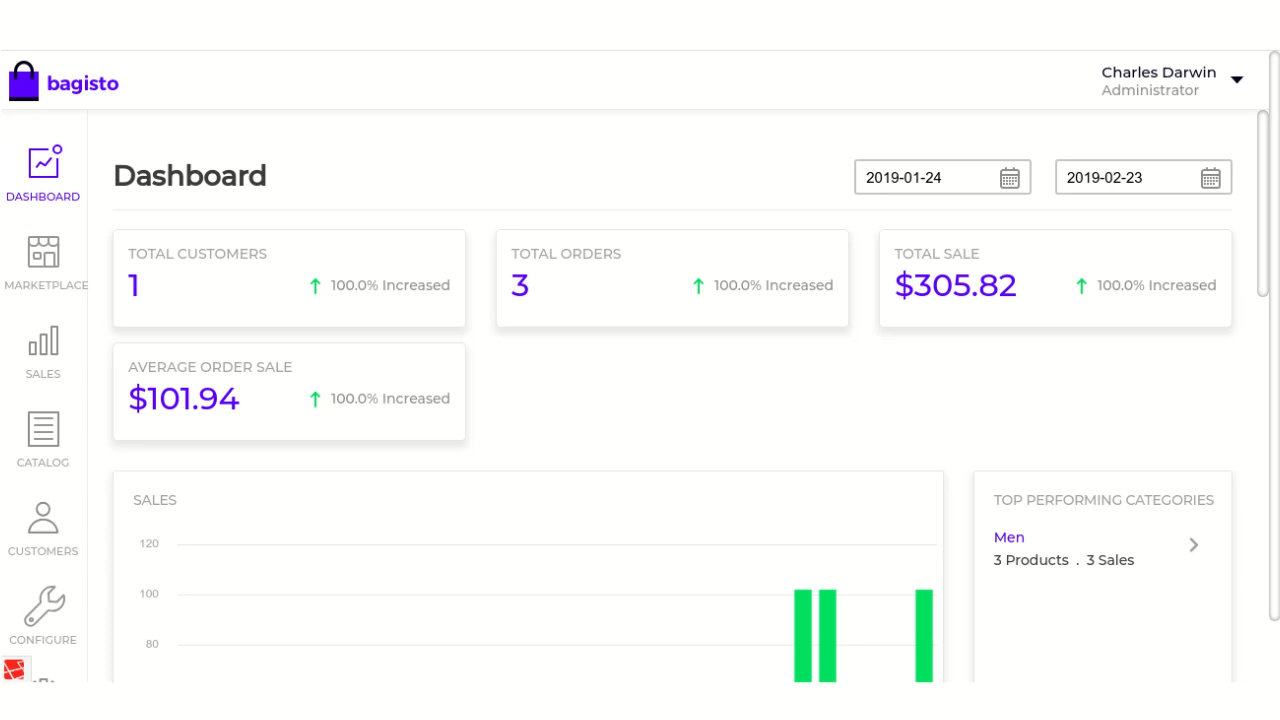 bagisto
Charles Darwin
Administrator
DASHBOARD
MARKETPLACE
SALES
CATALOG
CUSTOMERS
CONFIGURE
Dashboard
2019-01-24
2019-02-23
TOTAL CUSTOMERS
1
100.0% Increased
TOTAL ORDERS
3
100.0% Increased
TOTAL SALE
$305.82
100.0% Increased
AVERAGE ORDER SALE
$101.94
100.0% Increased
SALES
120
100
80
TOP PERFORMING CATEGORIES
Men
3 Products . 3 Sales